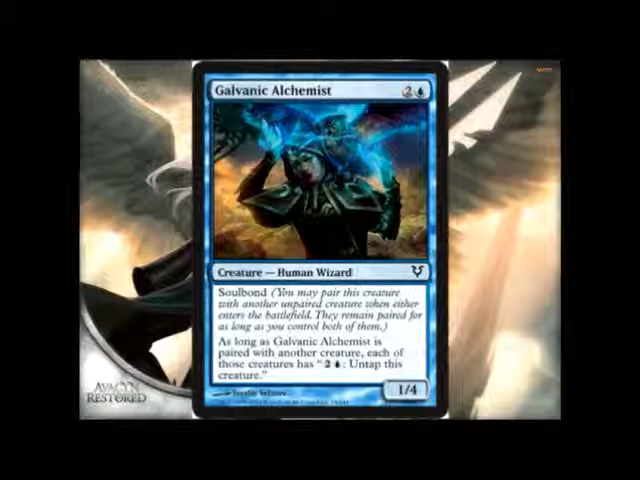 Galvanic Alchemist 2
Creature — Human Wizard
Soulbond (You may pair this creature
with another unpaired creature when either
enters the battlefield. They remain paired for
as long as you control both of them.)
As long as Galvanic Alchemist is
paired with another creature, each of
those creatures has “2: Untap this
creature.”
1/4
AVACYN
RESTORED